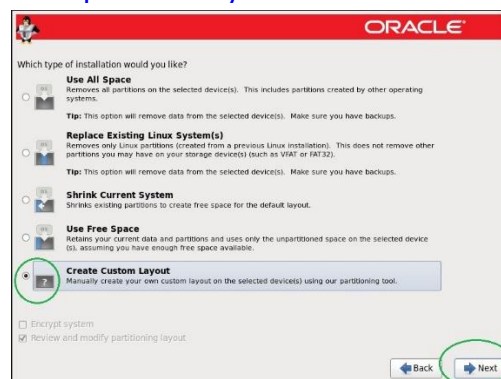 ORACLE
Which type of installation would you like?
Use All Space
Removes all partitions on the selected device(s). This includes partitions created by other operating
systems.
Tip: This option will remove data from the selected device(s). Make sure you have backups.
Replace Existing Linux System(s)
Removes only Linux partitions (created from a previous Linux installation). This does not remove other
partitions you may have on your storage device(s) (such as VFAT or FAT32).
Tip: This option will remove data from the selected device(s). Make sure you have backups.
Shrink Current System
Shrinks existing partitions to create free space for the default layout.
Use Free Space
Retains your current data and partitions and uses only the unpartitioned space on the selected device
(s), assuming you have enough free space available.
Create Custom Layout
Manually create your own custom layout on the selected device(s) using our partitioning tool.
Encrypt system
Review and modify partitioning layout
Back
Next